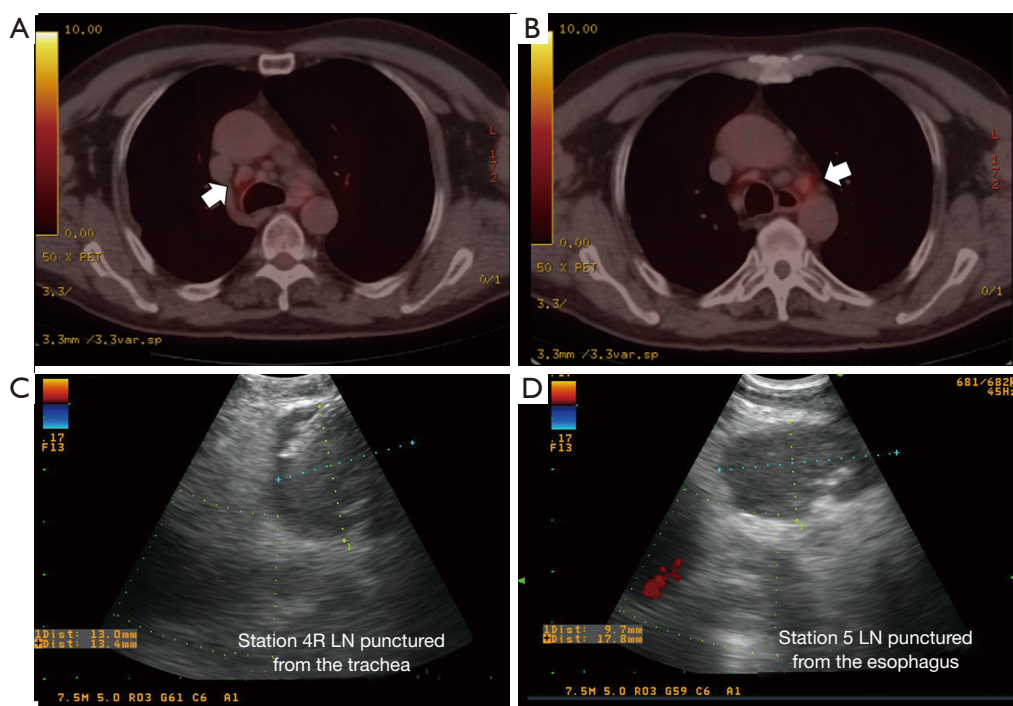 A
10.00
0.00
50 % PET
3.3/
3.3mm /3.3var.sp
L
172
0/1
B
10.00
0.00
50 % PET
3.3/
3.3mm /3.3var.sp
L
172
0/1
C
.17
F13
1Dist: 13.0mm
Dist: 13.4mm
Station 4R LN punctured
from the trachea
1
7.5M 5.0 R03 G61 C6 A1
D
681/682
45Hz
.17
F13
1Dist: 9.7mm
Dist: 17.8mm
Station 5 LN punctured
from the esophagus
1
7.5M 5.0 R03 G59 C6 A1